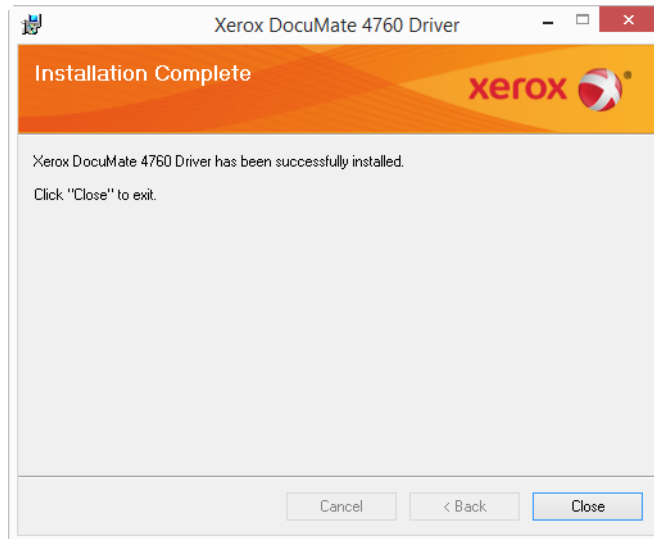 Xerox DocuMate 4760 Driver
Installation Complete
xerox ®
Xerox DocuMate 4760 Driver has been successfully installed.
Click "Close" to exit.
Cancel
< Back
Close